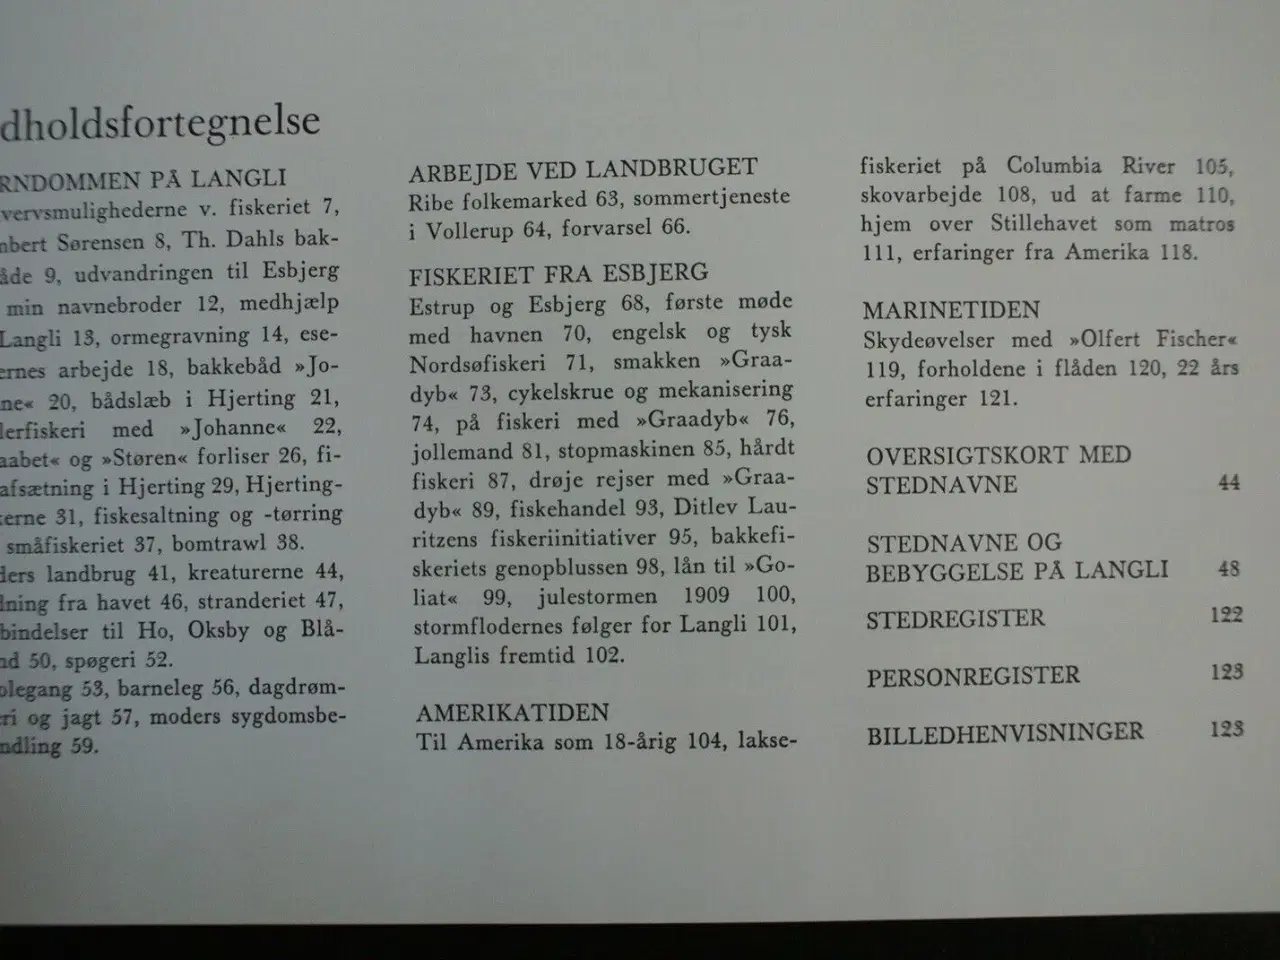 dholdsfortegnelse
RNDOMMEN PÅ LANGLI
vervsmulighederne v. fiskeriet 7,
nbert Sørensen 8, Th. Dahls bak-
åde 9, udvandringen til Esbjerg
min navnebroder 12, medhjælp
Langli 13, ormegravning 14, ese-
ernes arbejde 18, bakkebåd »Jo-
ne« 20, bådslæb i Hjerting 21,
lerfiskeri med »Johanne« 22,
aabet« og »Støren« forliser 26, fi-
afsætning i Hjerting 29, Hjerting-
erne 31, fiskesaltning og -tørring
småfiskeriet 37, bomtrawl 38.
ders landbrug 41, kreaturerne 44,
dning fra havet 46, stranderiet 47,
bindelser til Ho, Oksby og Blå-
nd 50, spøgeri 52.
olegang 53, barneleg 56, dagdrøm-
ri og jagt 57, moders sygdomsbe-
ndling 59.
ARBEJDE VED LANDBRUGET
Ribe folkemarked 63, sommertjeneste
i Vollerup 64, forvarsel 66.
FISKERIET FRA ESBJERG
Estrup og Esbjerg 68, første møde
med havnen 70, engelsk og tysk
Nordsøfiskeri 71, smakken »Graa-
dyb« 73, cykelskrue og mekanisering
74, på fiskeri med »Graadyb« 76,
jollemand 81, stopmaskinen 85, hårdt
fiskeri 87, drøje rejser med »Graa-
dyb« 89, fiskehandel 93, Ditlev Lau-
ritzens fiskeriinitiativer 95, bakkefi-
skeriets genopblussen 98, lån til »Go-
liat« 99, julestormen 1909 100,
stormflodernes følger for Langli 101,
Langlis fremtid 102.
AMERIKATIDEN
Til Amerika som 18-årig 104, lakse-
fiskeriet på Columbia River 105,
skovarbejde 108, ud at farme 110,
hjem over Stillehavet som matros
111, erfaringer fra Amerika 118.
MARINETIDEN
Skydeøvelser med »Olfert Fischer«
119, forholdene i flåden 120, 22 års
erfaringer 121.
OVERSIGTSKORT MED
STEDNAVNE 44
STEDNAVNE OG
BEBYGGELSE PÅ LANGLI 48
STEDREGISTER 122
PERSONREGISTER 123
BILLEDHENVISNINGER 123